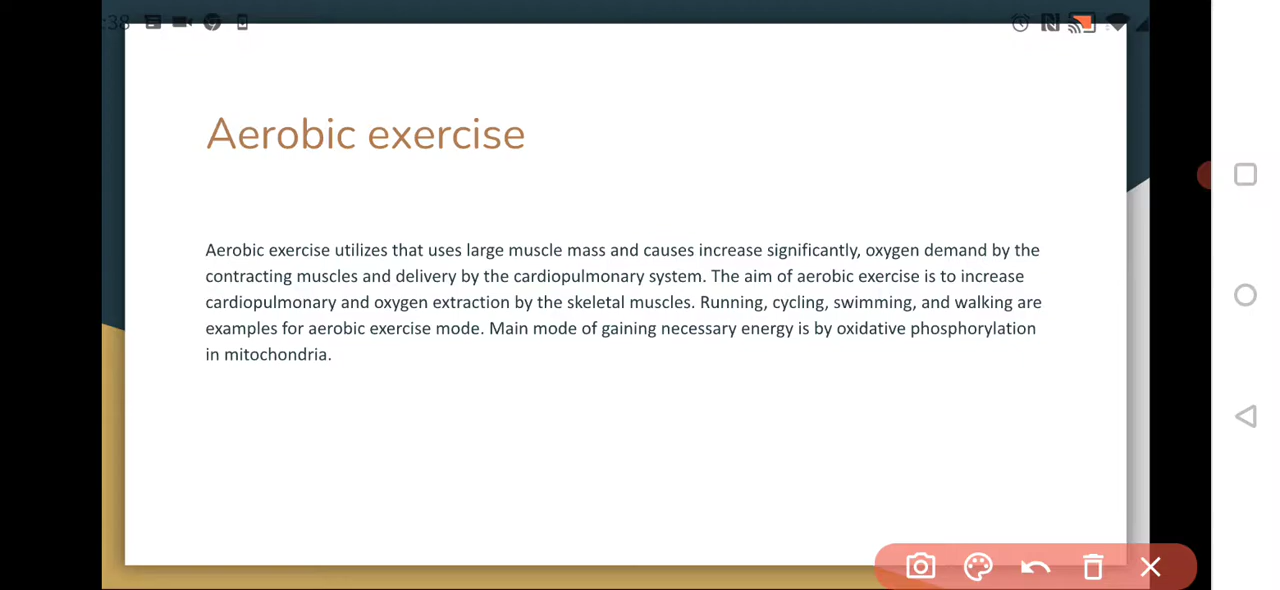 :38
Aerobic exercise
Aerobic exercise utilizes that uses large muscle mass and causes increase significantly, oxygen demand by the
contracting muscles and delivery by the cardiopulmonary system. The aim of aerobic exercise is to increase
cardiopulmonary and oxygen extraction by the skeletal muscles. Running, cycling, swimming, and walking are
examples for aerobic exercise mode. Main mode of gaining necessary energy is by oxidative phosphorylation
in mitochondria.